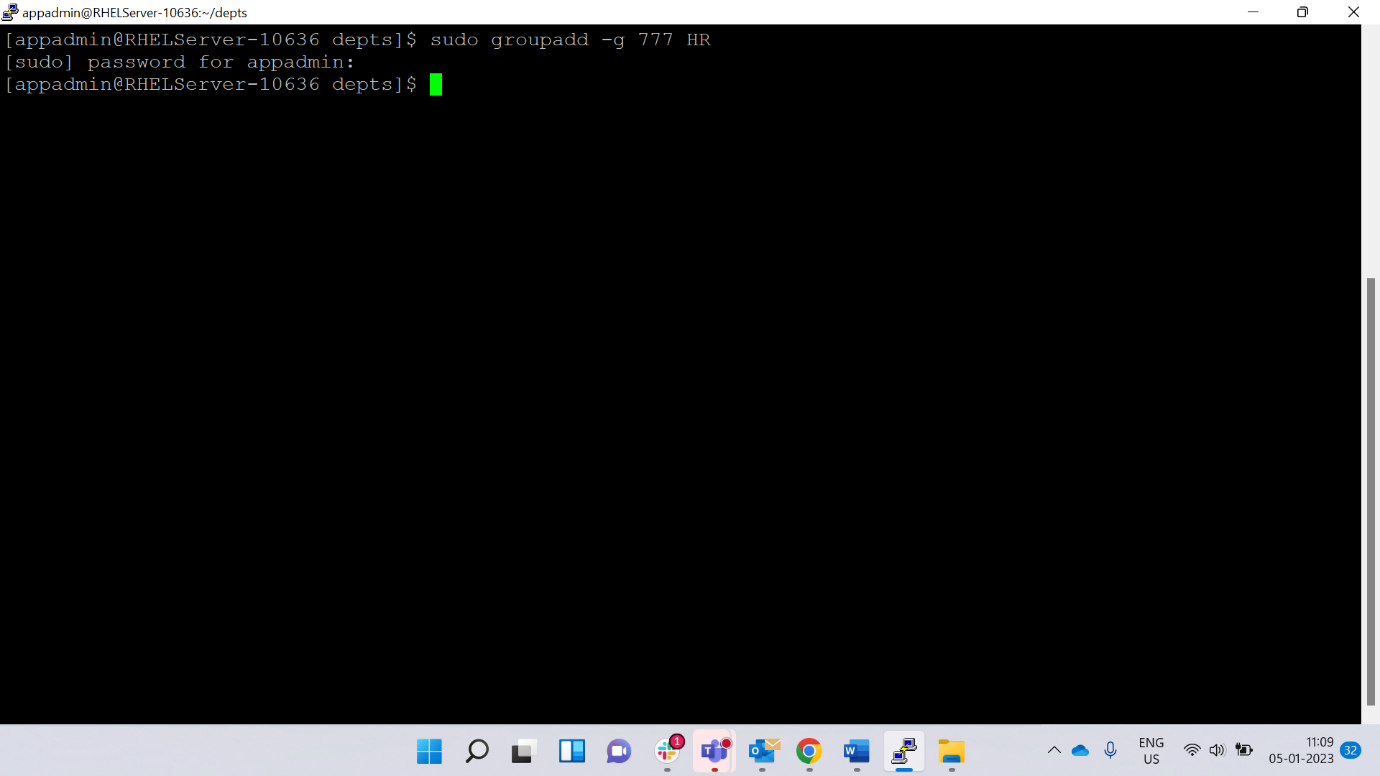 appadmin@RHELServer-10636:~/depts
[appadmin@RHELServer-10636 depts]$ sudo groupadd -g 777 HR
[sudo] password for appadmin:
[appadmin@RHELServer-10636 depts]$
1
T
O
W
ENG
US
11:09
05-01-2023
32